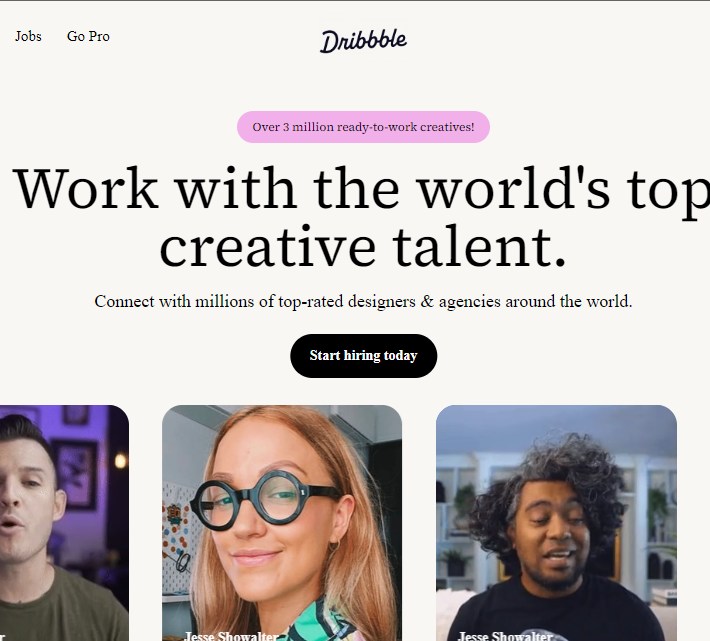 Jobs Go Pro Dribbble
Over 3 million ready-to-work creatives!
Work with the world's top
creative talent.
Connect with millions of top-rated designers & agencies around the world.
Start hiring today
Jesse Showalter Jesse Showalter